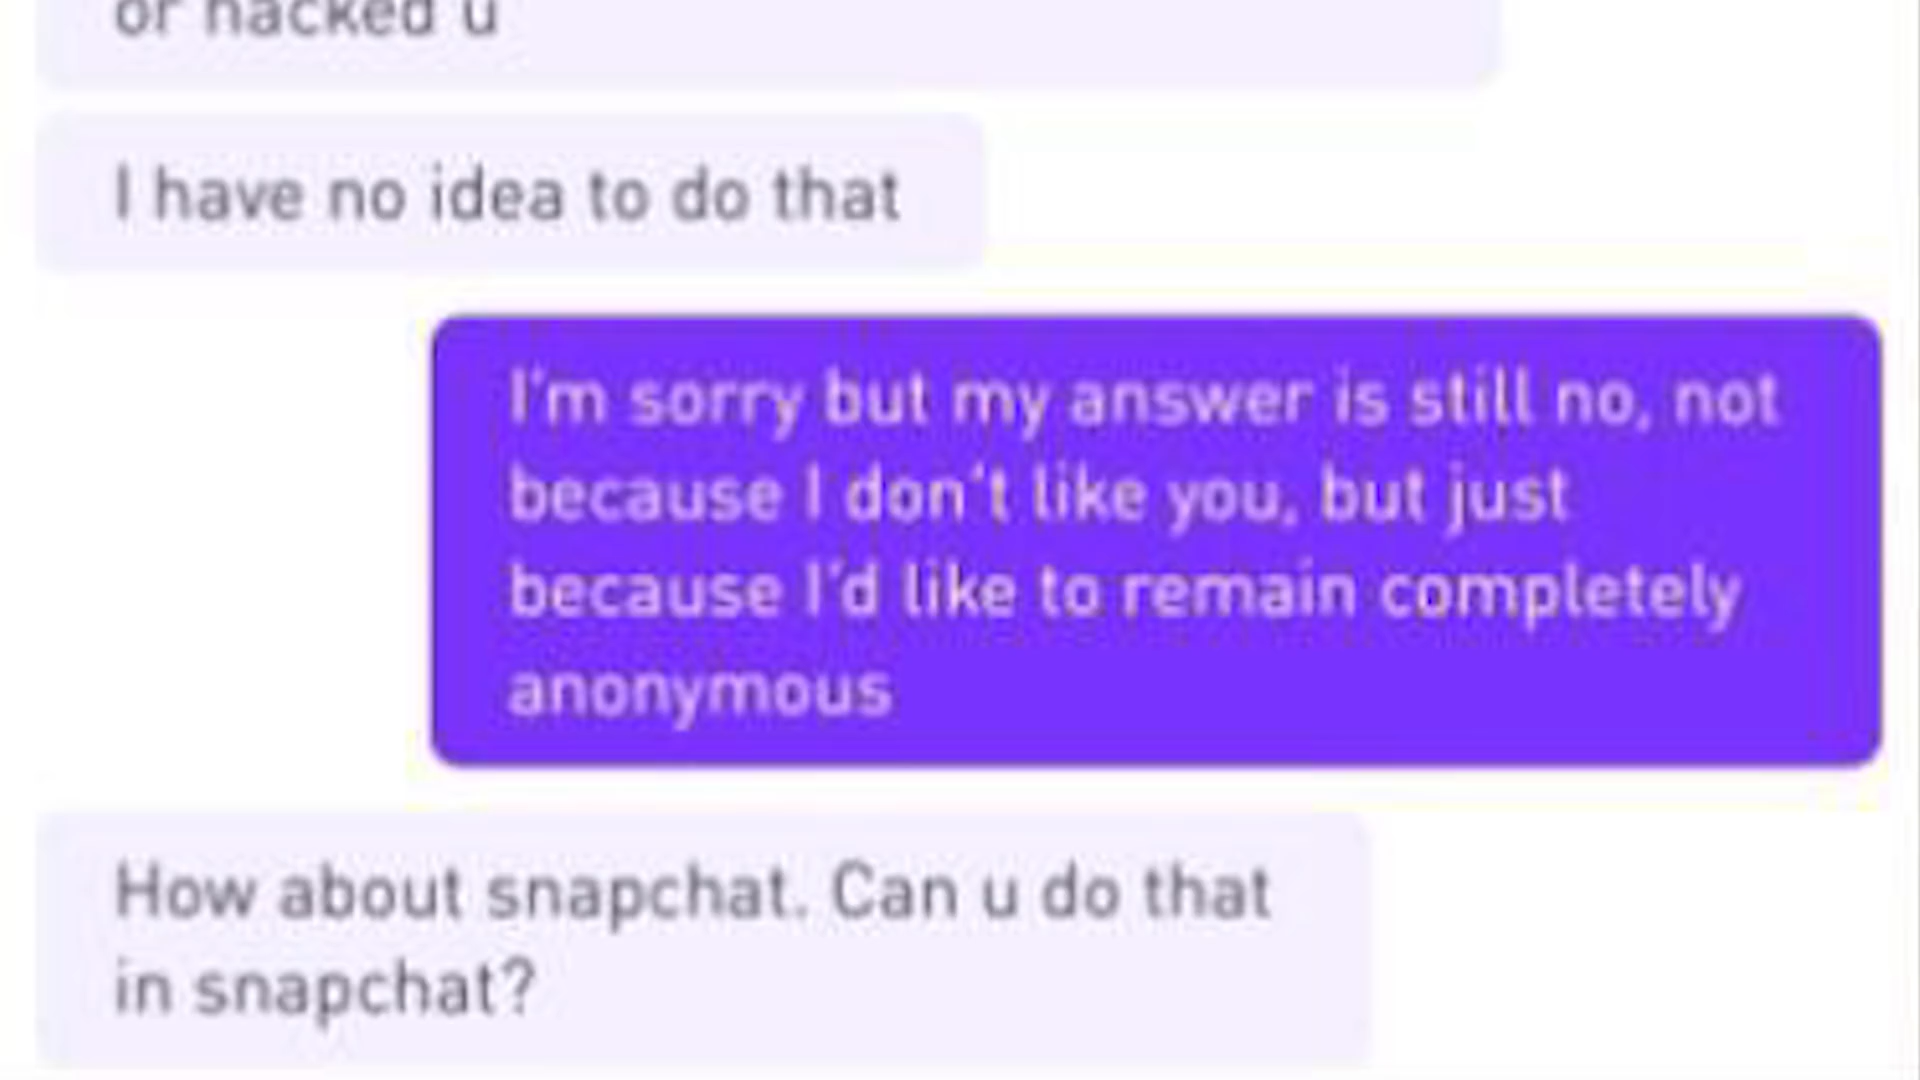 or hacked u
I have no idea to do that
I'm sorry but my answer is still no, not
because I don't like you, but just
because I'd like to remain completely
anonymous
How about snapchat. Can u do that
in snapchat?